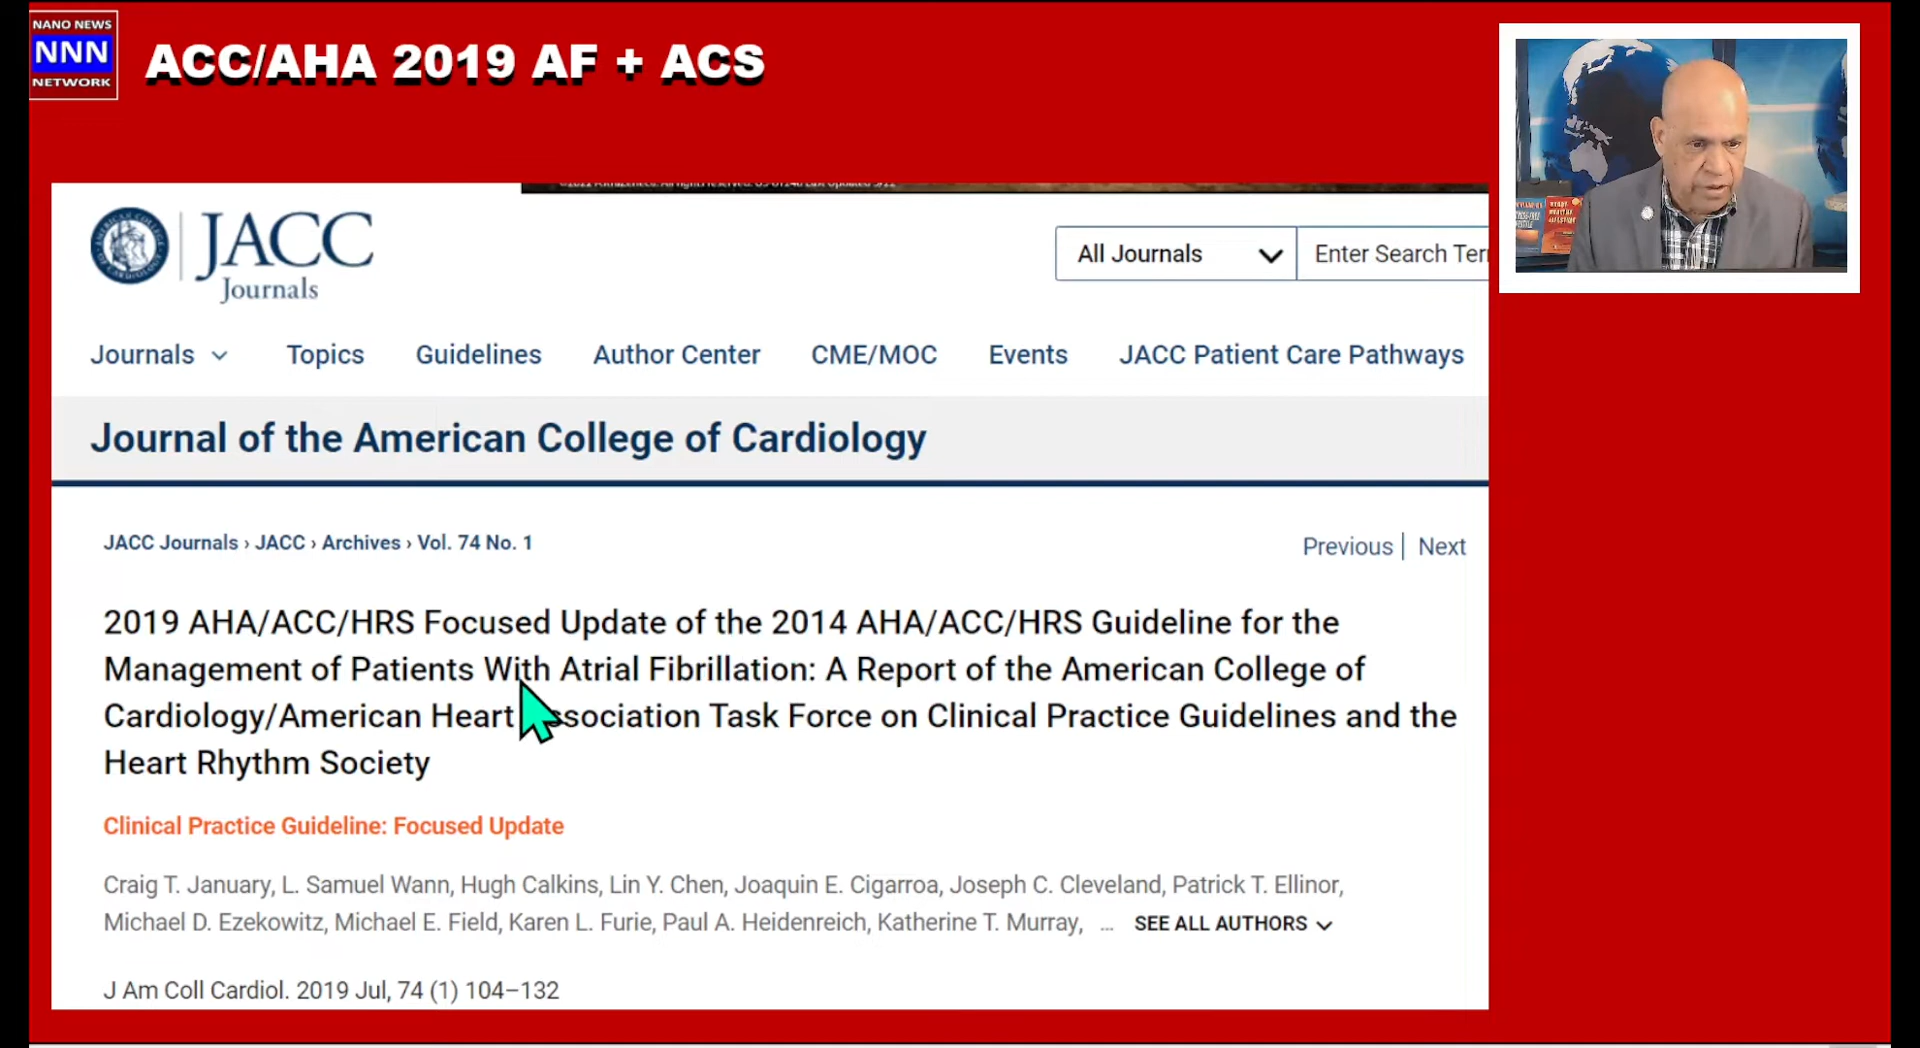 NANO NEWS
NNN
NETWORK
ACC/AHA 2019 AF + ACS
JACC
Journals
All Journals
Enter Search Ter
Journals Topics Guidelines Author Center CME/MOC Events JACC Patient Care Pathways
Journal of the American College of Cardiology
JACC Journals › JACC › Archives › Vol. 74 No. 1
Previous | Next
2019 AHA/ACC/HRS Focused Update of the 2014 AHA/ACC/HRS Guideline for the
Management of Patients With Atrial Fibrillation: A Report of the American College of
Cardiology/American Heart ssociation Task Force on Clinical Practice Guidelines and the
Heart Rhythm Society
Clinical Practice Guideline: Focused Update
Craig T. January, L. Samuel Wann, Hugh Calkins, Lin Y. Chen, Joaquin E. Cigarroa, Joseph C. Cleveland, Patrick T. Ellinor,
Michael D. Ezekowitz, Michael E. Field, Karen L. Furie, Paul A. Heidenreich, Katherine T. Murray, ... SEE ALL AUTHORS
J Am Coll Cardiol. 2019 Jul, 74 (1) 104–132